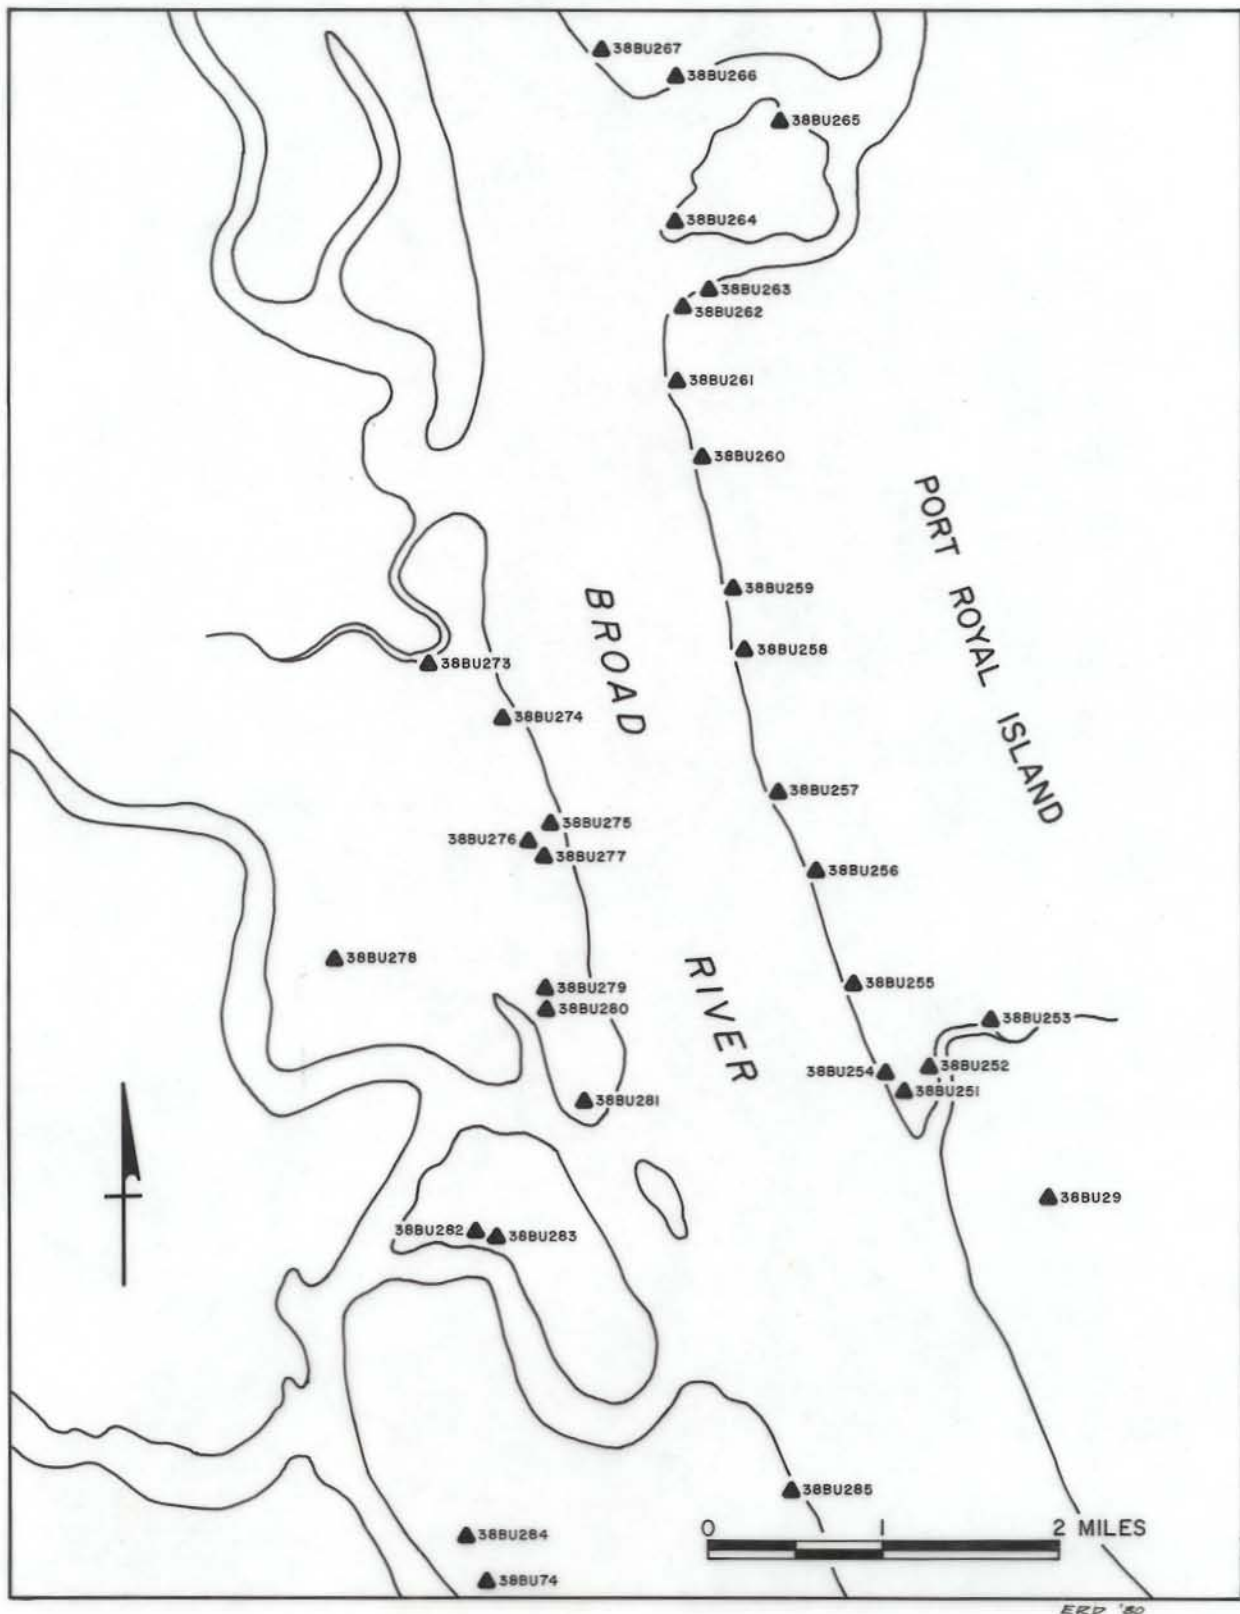 38BU267
38BU266
38BU265
38BU264
38BU263
38BU262
38BU261
38BU260
PORT ROYAL ISLAND
38BU259
BROAD
38BU258
38BU273
38BU274
38BU257
38BU275
38BU276
38BU277
38BU256
38BU278
RIVER
38BU255
38BU279
38BU280
38BU253
38BU252
38BU254
38BU251
38BU281
38BU29
38BU282
38BU283
38BU285
0 1 2 MILES
38BU284
38BU74
ERD '80